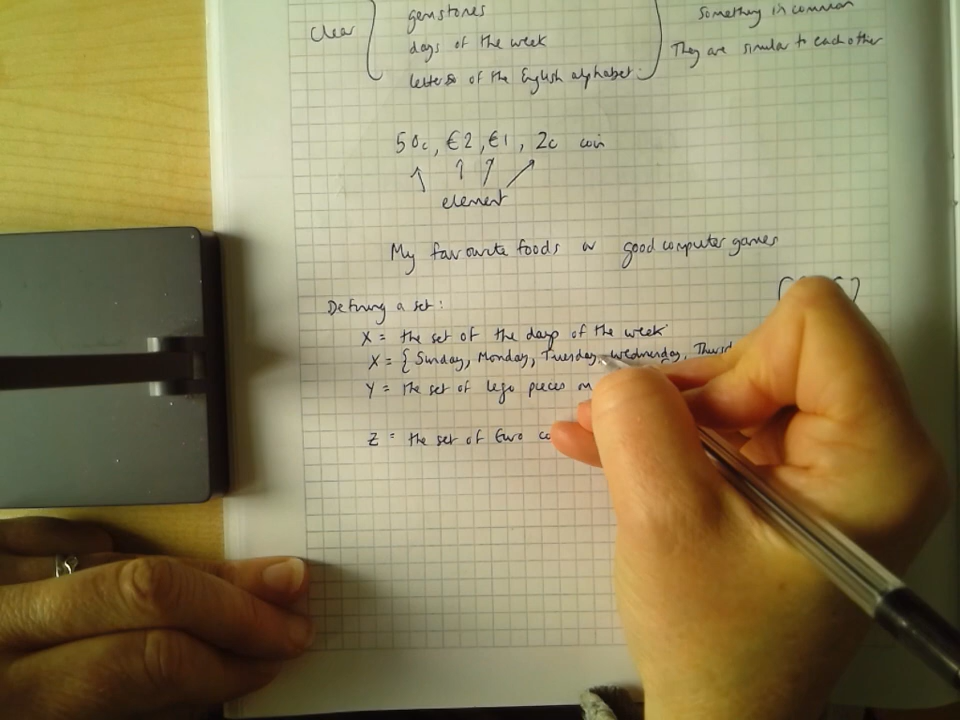 gemstones
Clear
days of the week
letters of the English alphabet.
Something in common
They are similar to each other
50c, €2, €1, 2c coin
element
My favourite foods or good computer games
Defining a set:
X = the set of the days of the week
X = { Sunday, Monday, Tuesday, Wednesday, Thursd
Y = the set of lego pieces
Z = the set of Euro co